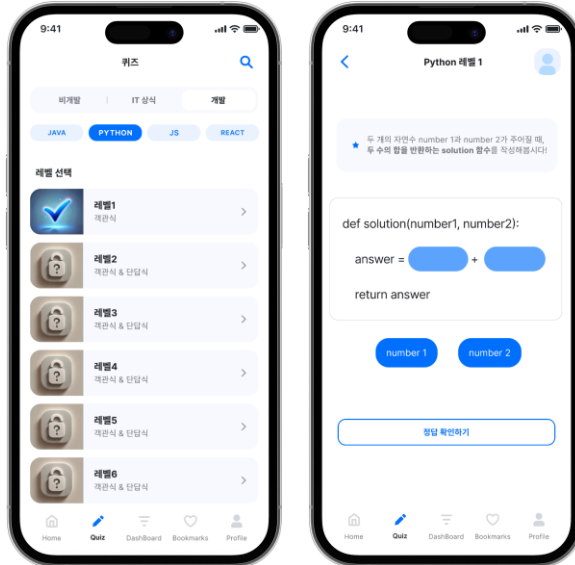 9:41
퀴즈
비개발
IT 상식
개발
JAVA
PYTHON
JS
REACT
레벨 선택
레벨1
객관식
레벨2
객관식 & 단답식
레벨3
객관식 & 단답식
레벨4
객관식 & 단답식
레벨5
객관식 & 단답식
레벨6
객관식 & 단답식
Home
Quiz
DashBoard
Bookmarks
Profile
9:41
Python 레벨 1
두 개의 자연수 number 1과 number 2가 주어질 때,
두 수의 합을 반환하는 solution 함수를 작성해봅시다!
def solution(number1, number2):
answer = +
return answer
number 1
number 2
정답 확인하기
Home
Quiz
DashBoard
Bookmarks
Profile